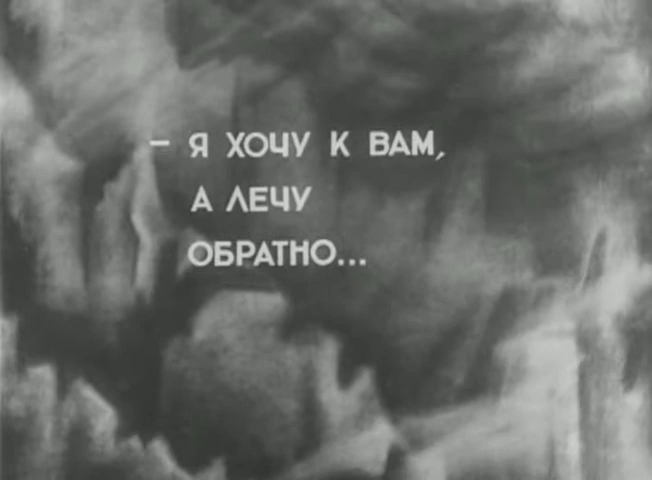 – Я ХОЧУ К ВАМ,
А ЛЕЧУ
ОБРАТНО...